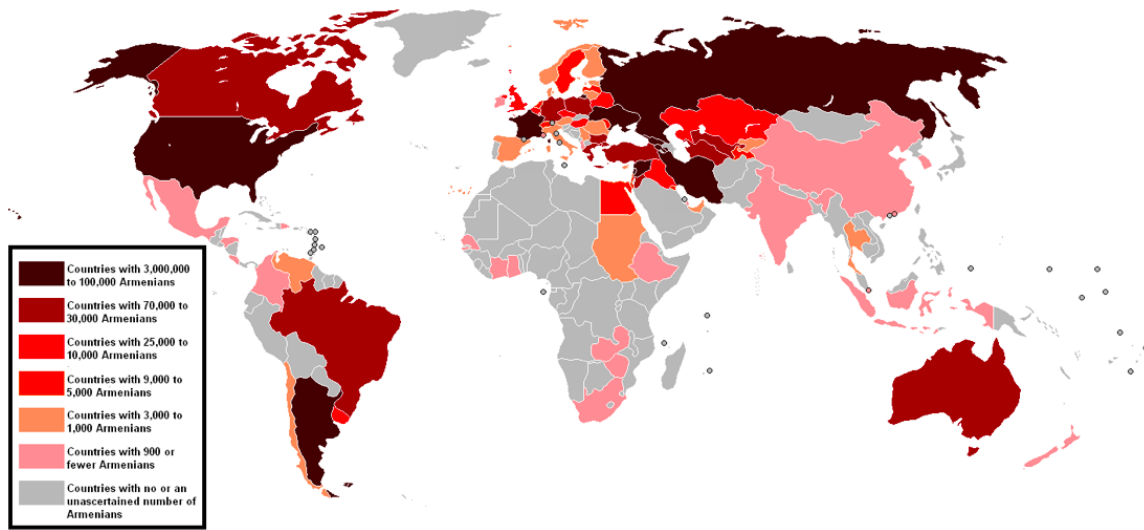 Countries with 3,000,000
to 100,000 Armenians
Countries with 70,000 to
30,000 Armenians
Countries with 25,000 to
10,000 Armenians
Countries with 9,000 to
5,000 Armenians
Countries with 3,000 to
1,000 Armenians
Countries with 900 or
fewer Armenians
Countries with no or an
unascertained number of
Armenians